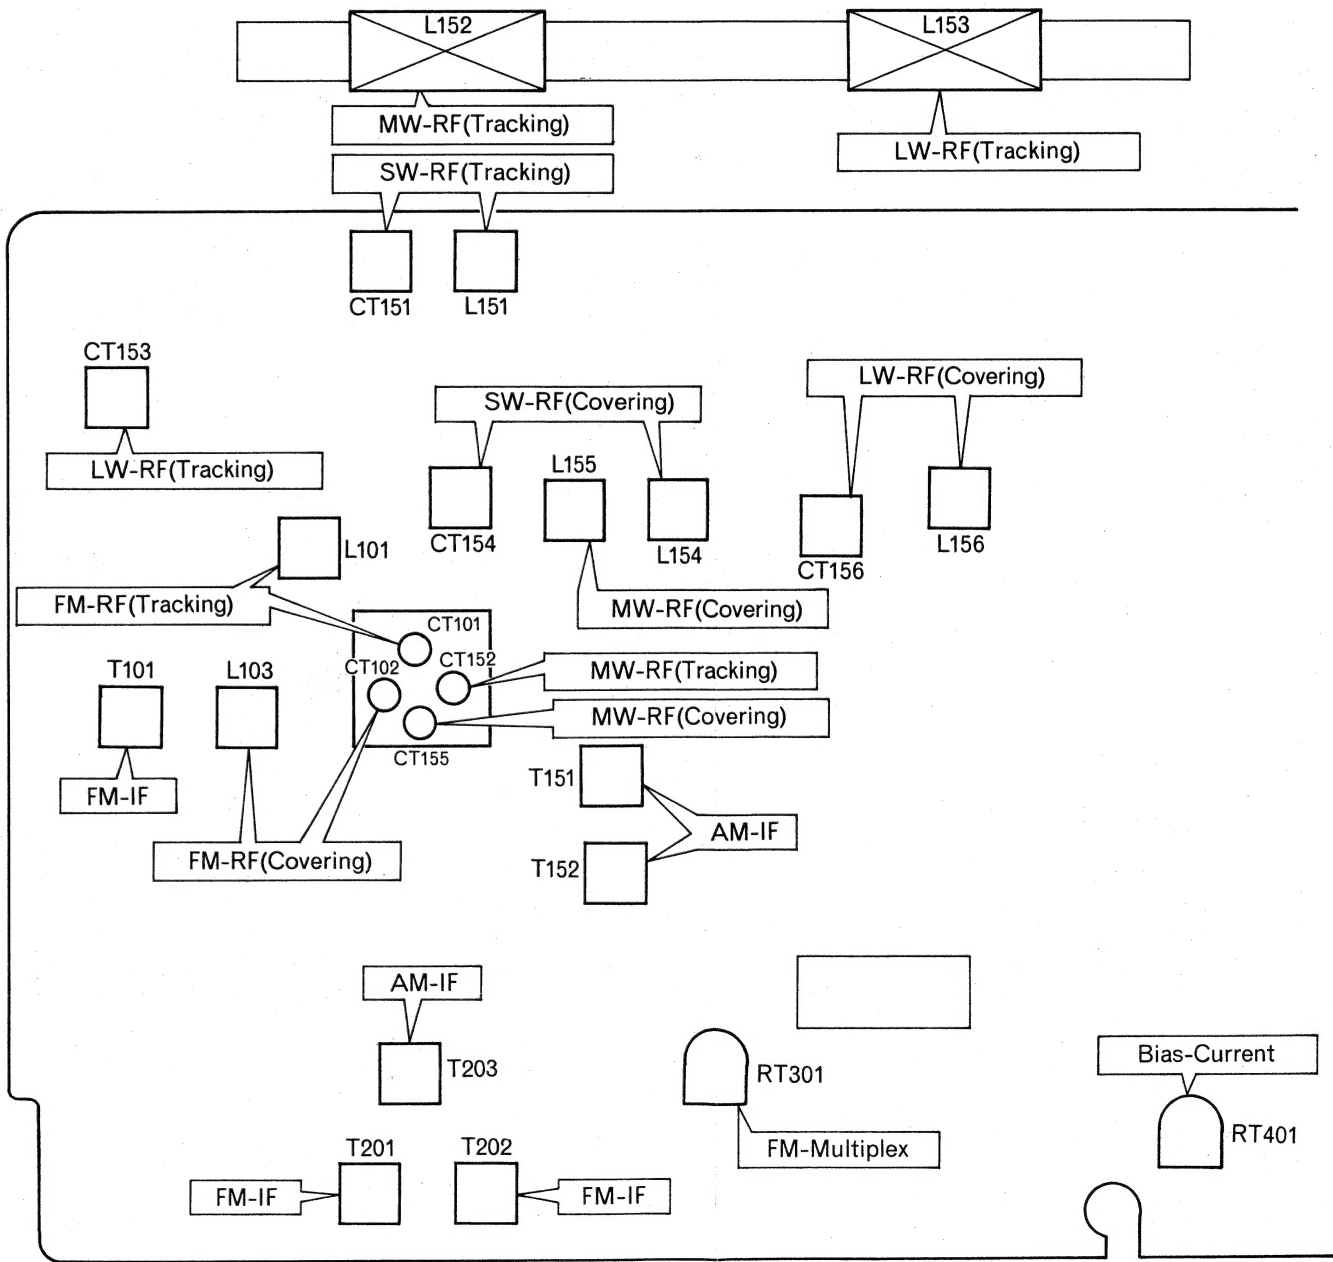 L152
L153
MW-RF(Tracking)
LW-RF(Tracking)
SW-RF(Tracking)
CT151
L151
CT153
LW-RF(Tracking)
SW-RF(Covering)
LW-RF(Covering)
L155
CT154
L154
CT156
L156
L101
FM-RF(Tracking)
MW-RF(Covering)
CT101
CT102
CT152
MW-RF(Tracking)
T101
L103
MW-RF(Covering)
CT155
T151
FM-IF
AM-IF
FM-RF(Covering)
T152
AM-IF
T203
RT301
Bias-Current
RT401
FM-Multiplex
T201
T202
FM-IF
FM-IF